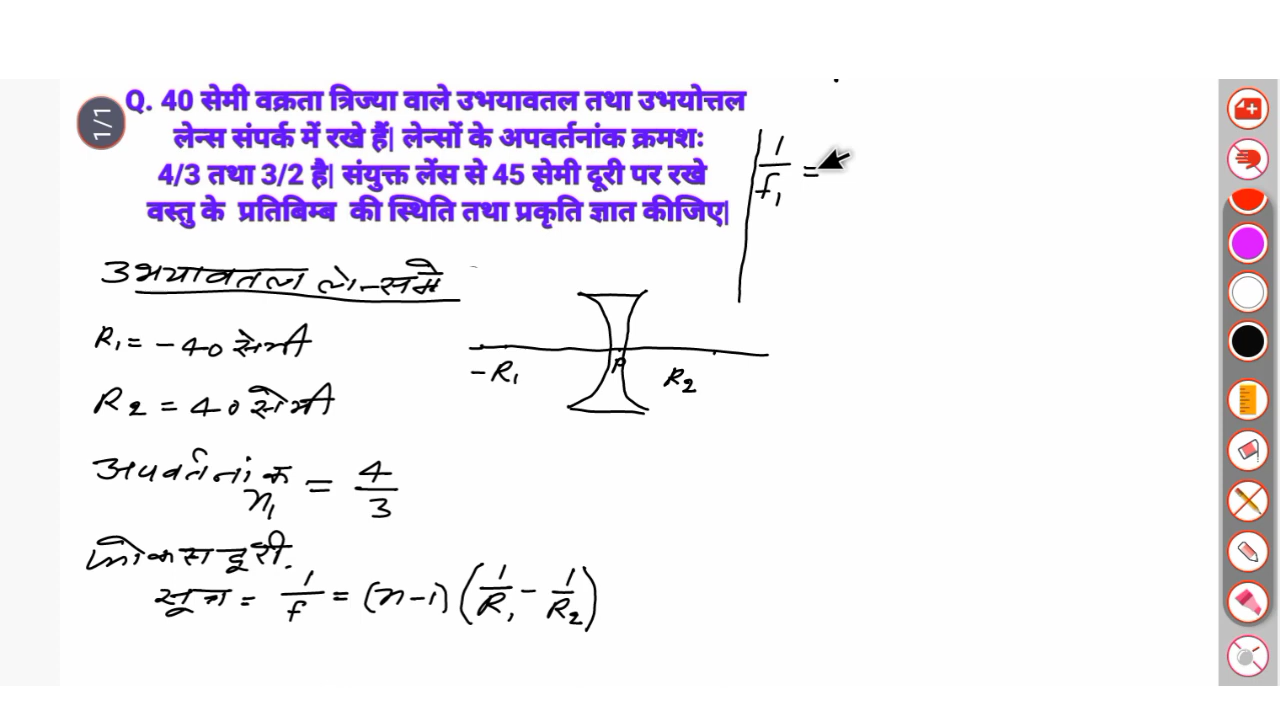 1/1
Q. 40 सेमी वक्रता त्रिज्या वाले उभयावतल तथा उभयोत्तल
लेन्स संपर्क में रखे हैं| लेन्सों के अपवर्तनांक क्रमशः
4/3 तथा 3/2 है| संयुक्त लेंस से 45 सेमी दूरी पर रखे
वस्तु के प्रतिबिम्ब की स्थिति तथा प्रकृति ज्ञात कीजिए|
1/f₁ =
उभयावतल लेन्स में
R₁ = - 40 सेमी
R₂ = 40 सेमी
अपवर्तनांक n₁ = 4/3
फोकस दूरी.
सूत्र = 1/f = (n-1) (1/R₁ - 1/R₂)
-R₁ P R₂